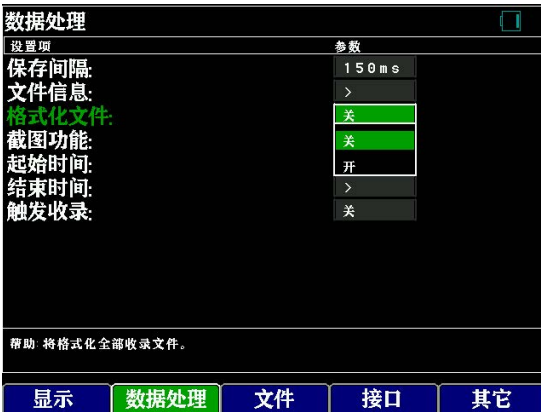 数据处理
设置项 参数
保存间隔: 150ms
文件信息: >
格式化文件: 关
截图功能: 关
起始时间: 开
结束时间: >
触发收录: 关
帮助:将格式化全部收录文件。
显示 数据处理 文件 接口 其它